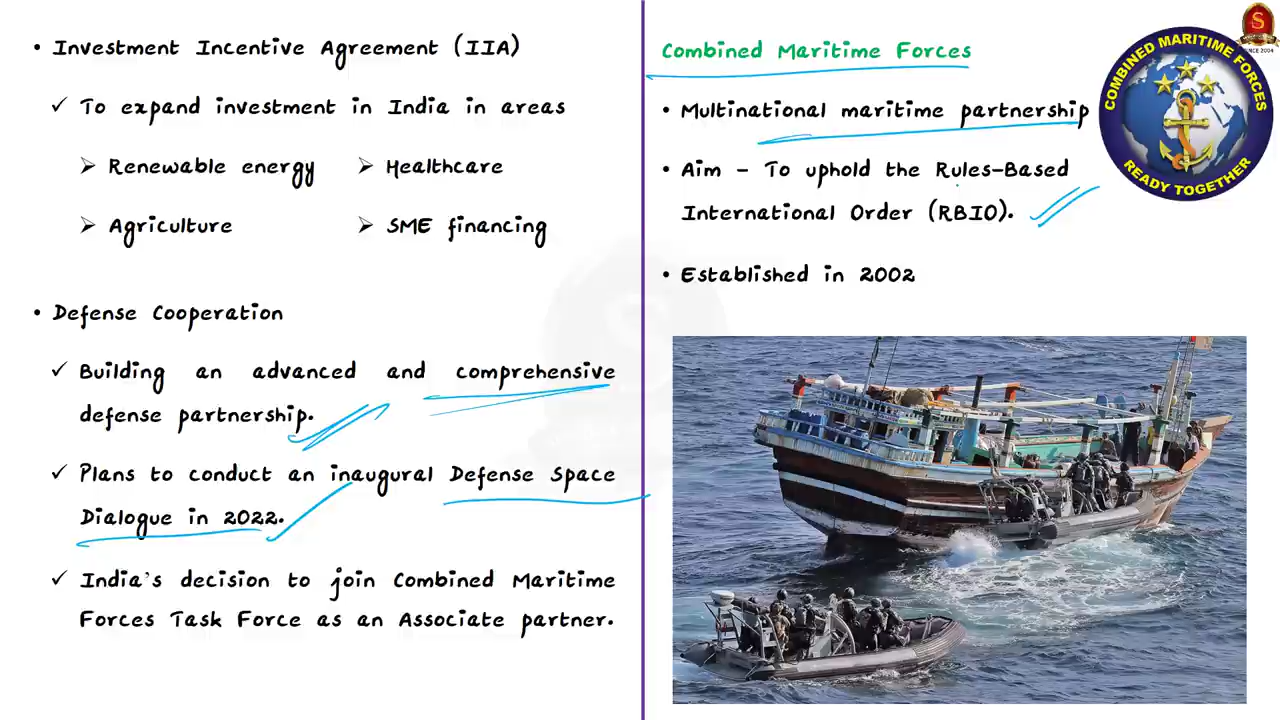 • Investment Incentive Agreement (IIA)
✓ To expand investment in India in areas
➢ Renewable energy ➢ Healthcare
➢ Agriculture ➢ SME financing
• Defense Cooperation
✓ Building an advanced and comprehensive
defense partnership.
✓ Plans to conduct an inaugural Defense Space
Dialogue in 2022.
✓ India's decision to join Combined Maritime
Forces Task Force as an Associate partner.
Combined Maritime Forces
• Multinational maritime partnership
• Aim – To uphold the Rules-Based
International Order (RBIO).
• Established in 2002
COMBINED MARITIME FORCES
READY TOGETHER
S
SINCE 2004